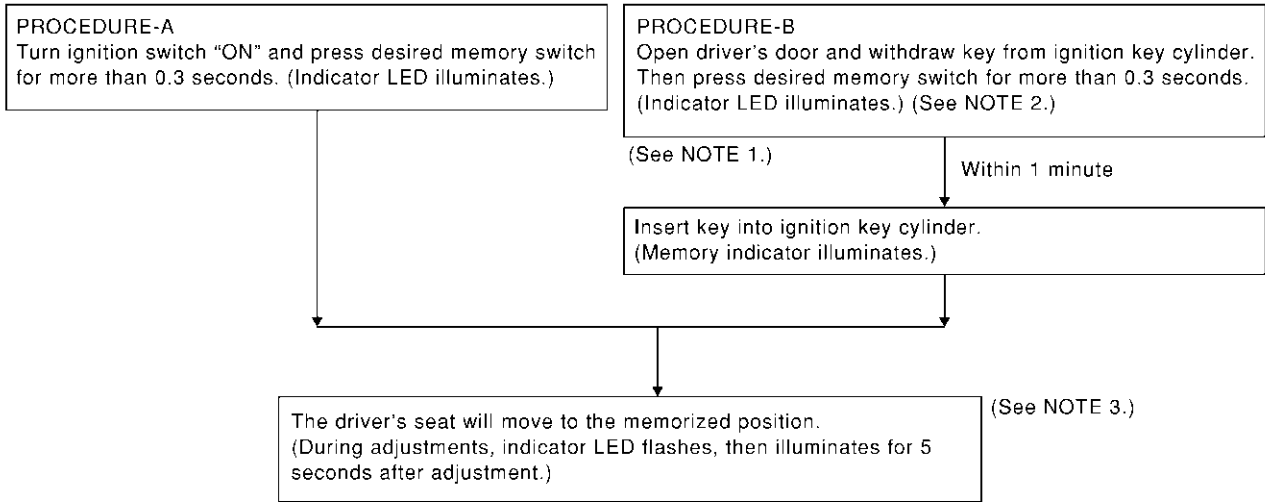 PROCEDURE-A
Turn ignition switch “ON” and press desired memory switch
for more than 0.3 seconds. (Indicator LED illuminates.)
PROCEDURE-B
Open driver’s door and withdraw key from ignition key cylinder.
Then press desired memory switch for more than 0.3 seconds.
(Indicator LED illuminates.) (See NOTE 2.)
(See NOTE 1.)
Within 1 minute
Insert key into ignition key cylinder.
(Memory indicator illuminates.)
The driver’s seat will move to the memorized position.
(During adjustments, indicator LED flashes, then illuminates for 5
seconds after adjustment.)
(See NOTE 3.)